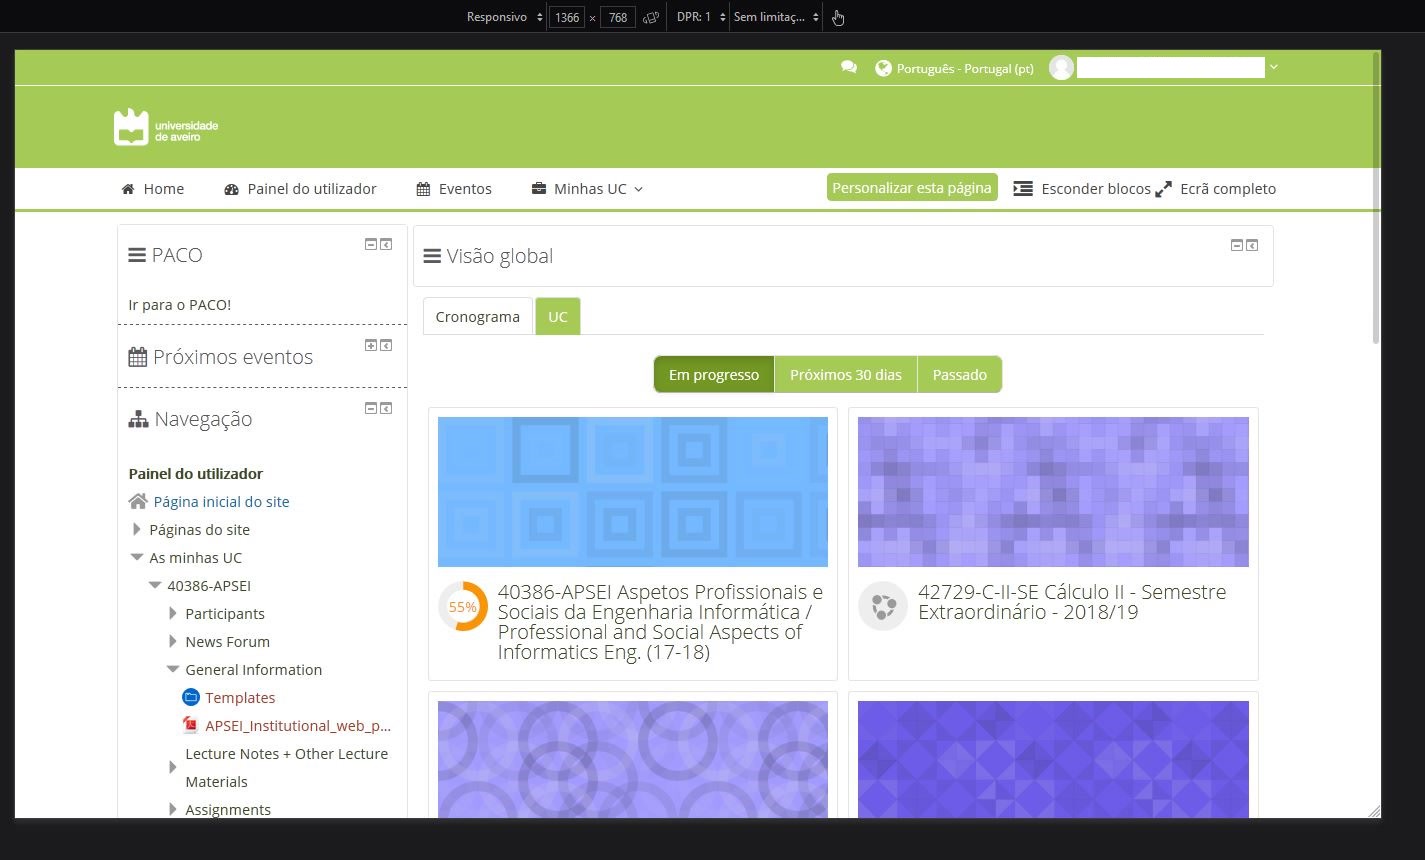 Responsivo 1366 × 768 DPR: 1 Sem limitaç...
Português - Portugal (pt)
universidade
de aveiro
Home Painel do utilizador Eventos Minhas UC Personalizar esta página Esconder blocos Ecrã completo
PACO
Ir para o PACO!
Próximos eventos
Navegação
Painel do utilizador
Página inicial do site
Páginas do site
As minhas UC
40386-APSEI
Participants
News Forum
General Information
Templates
APSEI_Institutional_web_p...
Lecture Notes + Other Lecture
Materials
Assignments
Visão global
Cronograma UC
Em progresso Próximos 30 dias Passado
55%
40386-APSEI Aspetos Profissionais e
Sociais da Engenharia Informática /
Professional and Social Aspects of
Informatics Eng. (17-18)
42729-C-II-SE Cálculo II - Semestre
Extraordinário - 2018/19